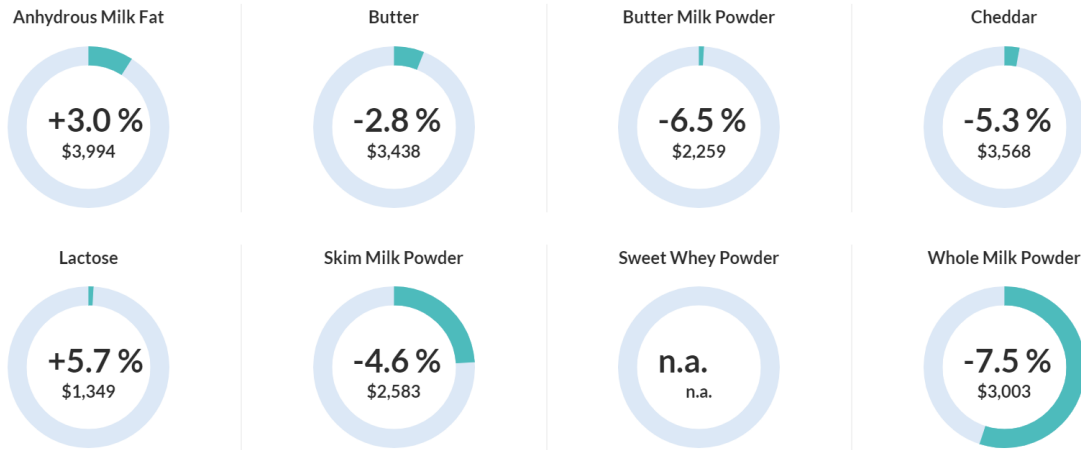 Anhydrous Milk Fat
+3.0 %
$3,994
Butter
-2.8 %
$3,438
Butter Milk Powder
-6.5 %
$2,259
Cheddar
-5.3 %
$3,568
Lactose
+5.7 %
$1,349
Skim Milk Powder
-4.6 %
$2,583
Sweet Whey Powder
n.a.
n.a.
Whole Milk Powder
-7.5 %
$3,003